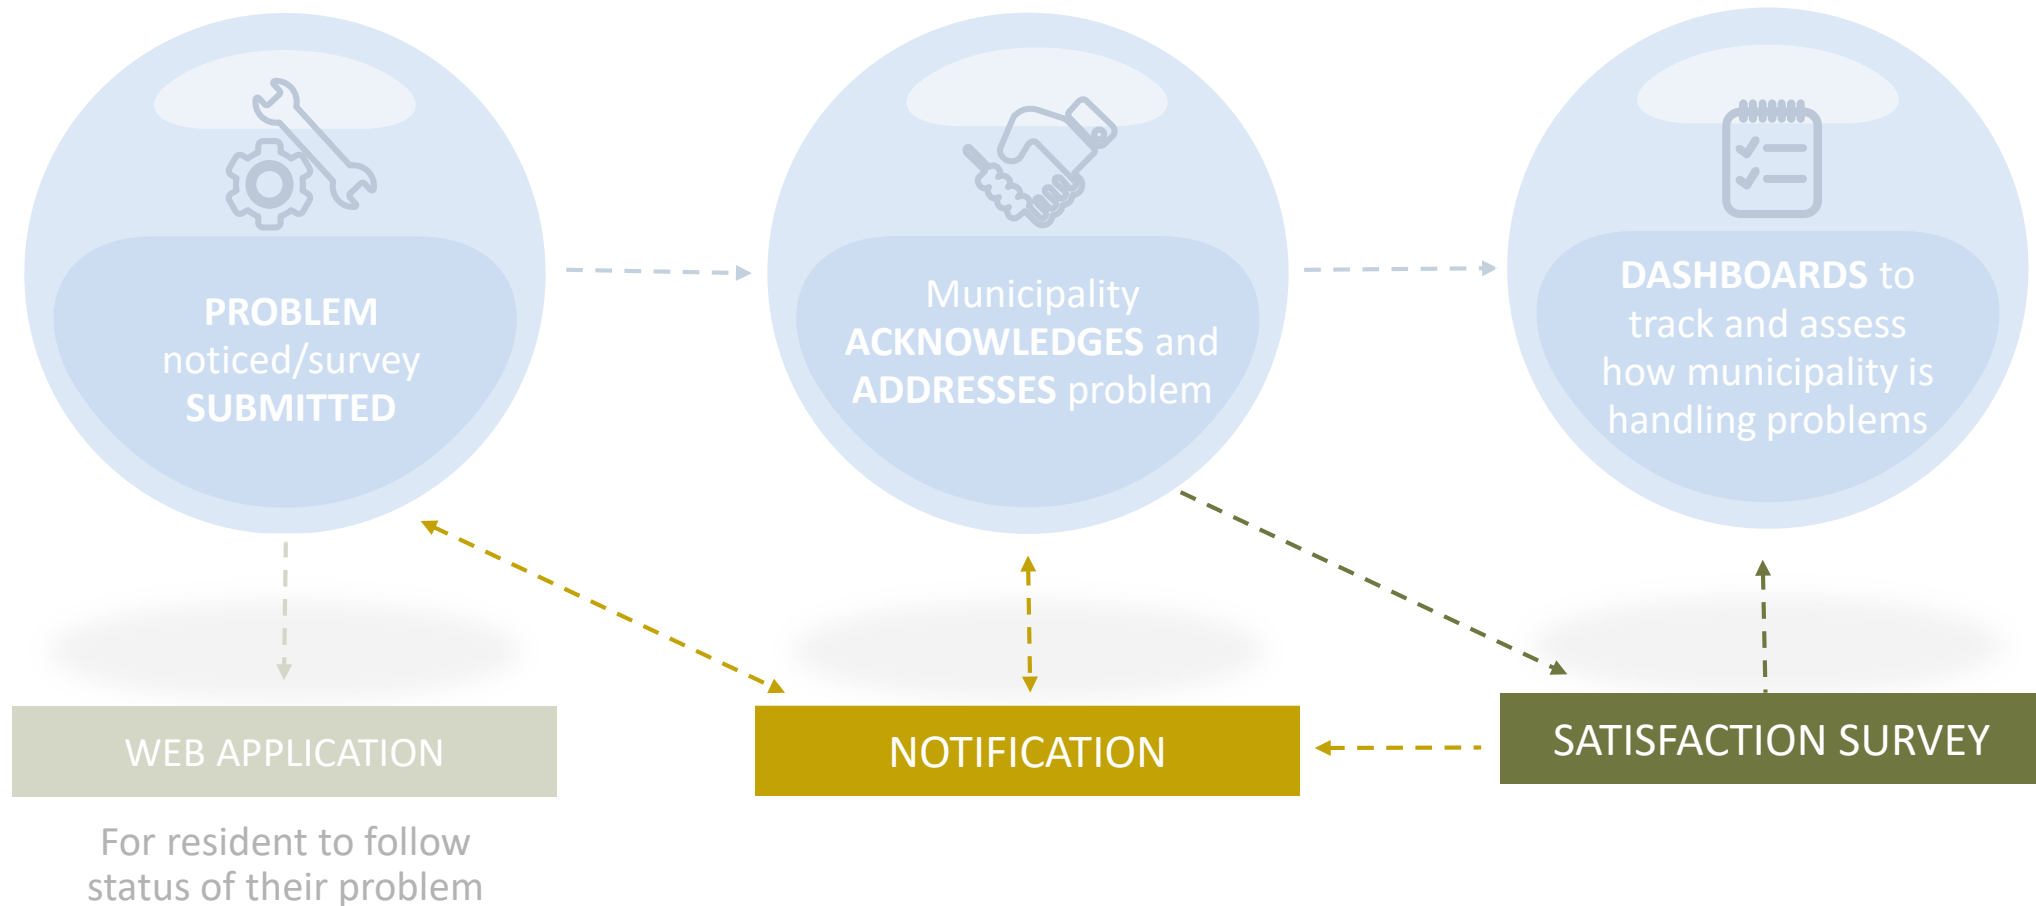 PROBLEM
noticed/survey
SUBMITTED
Municipality
ACKNOWLEDGES and
ADDRESSES problem
DASHBOARDS to
track and assess
how municipality is
handling problems
WEB APPLICATION
For resident to follow
status of their problem
NOTIFICATION
SATISFACTION SURVEY